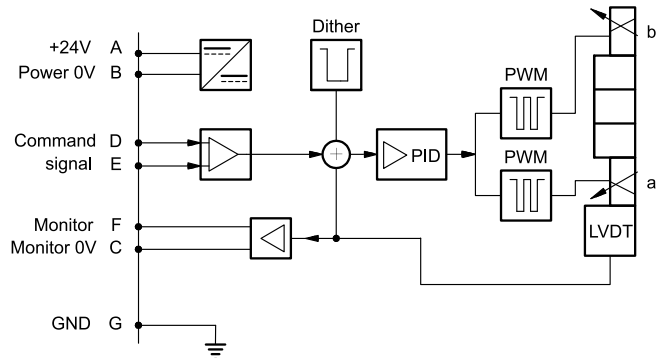 Dither
b
+24V A
Power 0V B
PWM
Command D
signal E
+
PID
PWM
a
Monitor F
Monitor 0V C
LVDT
GND G